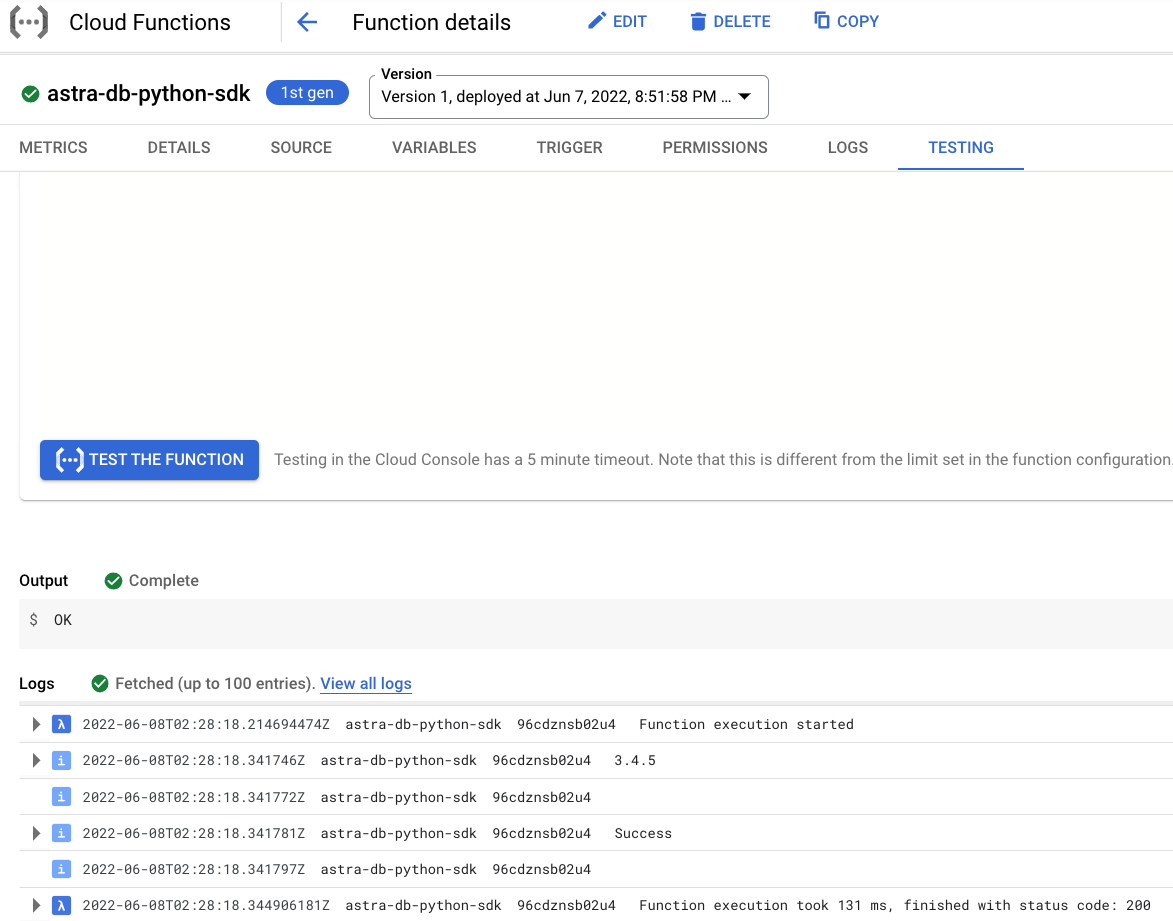 Cloud Functions Function details EDIT DELETE COPY
astra-db-python-sdk 1st gen Version
Version 1, deployed at Jun 7, 2022, 8:51:58 PM ...
METRICS DETAILS SOURCE VARIABLES TRIGGER PERMISSIONS LOGS TESTING
TEST THE FUNCTION Testing in the Cloud Console has a 5 minute timeout. Note that this is different from the limit set in the function configuration.
Output Complete
$ OK
Logs Fetched (up to 100 entries). View all logs
λ 2022-06-08T02:28:18.214694474Z astra-db-python-sdk 96cdznsb02u4 Function execution started
i 2022-06-08T02:28:18.341746Z astra-db-python-sdk 96cdznsb02u4 3.4.5
i 2022-06-08T02:28:18.341772Z astra-db-python-sdk 96cdznsb02u4
i 2022-06-08T02:28:18.341781Z astra-db-python-sdk 96cdznsb02u4 Success
i 2022-06-08T02:28:18.341797Z astra-db-python-sdk 96cdznsb02u4
λ 2022-06-08T02:28:18.344906181Z astra-db-python-sdk 96cdznsb02u4 Function execution took 131 ms, finished with status code: 200